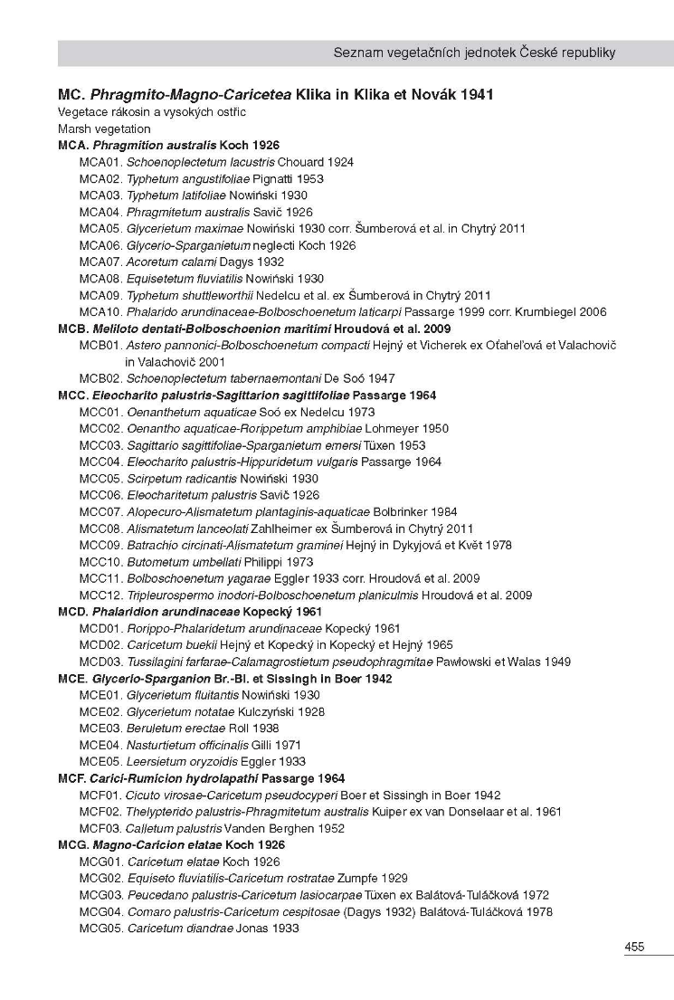 Seznam vegetačních jednotek České republiky
MC. Phragmito-Magno-Caricetea Klika in Klika et Novák 1941
Vegetace rákosin a vysokých ostřic
Marsh vegetation
MCA. Phragmition australis Koch 1926
MCA01. Schoenoplectetum lacustris Chouard 1924
MCA02. Typhetum angustifoliae Pignatti 1953
MCA03. Typhetum latifoliae Nowiński 1930
MCA04. Phragmitetum australis Savič 1926
MCA05. Glycerietum maximae Nowiński 1930 corr. Šumberová et al. in Chytrý 2011
MCA06. Glycerio-Sparganietum neglecti Koch 1926
MCA07. Acoretum calami Dagys 1932
MCA08. Equisetetum fluviatilis Nowiński 1930
MCA09. Typhetum shuttleworthii Nedelcu et al. ex Šumberová in Chytrý 2011
MCA10. Phalarido arundinaceae-Bolboschoenetum laticarpi Passarge 1999 corr. Krumbiegel 2006
MCB. Meliloto dentati-Bolboschoenion maritimi Hroudová et al. 2009
MCB01. Astero pannonici-Bolboschoenetum compacti Hejný et Vicherek ex Oťaheľová et Valachovič
in Valachovič 2001
MCB02. Schoenoplectetum tabernaemontani De Soó 1947
MCC. Eleocharito palustris-Sagittarion sagittifoliae Passarge 1964
MCC01. Oenanthetum aquaticae Soó ex Nedelcu 1973
MCC02. Oenantho aquaticae-Rorippetum amphibiae Lohmeyer 1950
MCC03. Sagittario sagittifoliae-Sparganietum emersi Tüxen 1953
MCC04. Eleocharito palustris-Hippuridetum vulgaris Passarge 1964
MCC05. Scirpetum radicantis Nowiński 1930
MCC06. Eleocharitetum palustris Savič 1926
MCC07. Alopecuro-Alismatetum plantaginis-aquaticae Bolbrinker 1984
MCC08. Alismatetum lanceolati Zahlheimer ex Šumberová in Chytrý 2011
MCC09. Batrachio circinati-Alismatetum graminei Hejný in Dykyjová et Květ 1978
MCC10. Butometum umbellati Philippi 1973
MCC11. Bolboschoenetum yagarae Eggler 1933 corr. Hroudová et al. 2009
MCC12. Tripleurospermo inodori-Bolboschoenetum planiculmis Hroudová et al. 2009
MCD. Phalaridion arundinaceae Kopecký 1961
MCD01. Rorippo-Phalaridetum arundinaceae Kopecký 1961
MCD02. Caricetum buekii Hejný et Kopecký in Kopecký et Hejný 1965
MCD03. Tussilagini farfarae-Calamagrostietum pseudophragmitae Pawłowski et Walas 1949
MCE. Glycerio-Sparganion Br.-Bl. et Sissingh in Boer 1942
MCE01. Glycerietum fluitantis Nowiński 1930
MCE02. Glycerietum notatae Kulczyński 1928
MCE03. Beruletum erectae Roll 1938
MCE04. Nasturtietum officinalis Gilli 1971
MCE05. Leersietum oryzoidis Eggler 1933
MCF. Carici-Rumicion hydrolapathi Passarge 1964
MCF01. Cicuto virosae-Caricetum pseudocyperi Boer et Sissingh in Boer 1942
MCF02. Thelypterido palustris-Phragmitetum australis Kuiper ex van Donselaar et al. 1961
MCF03. Calletum palustris Vanden Berghen 1952
MCG. Magno-Caricion elatae Koch 1926
MCG01. Caricetum elatae Koch 1926
MCG02. Equiseto fluviatilis-Caricetum rostratae Zumpfe 1929
MCG03. Peucedano palustris-Caricetum lasiocarpae Tüxen ex Balátová-Tuláčková 1972
MCG04. Comaro palustris-Caricetum cespitosae (Dagys 1932) Balátová-Tuláčková 1978
MCG05. Caricetum diandrae Jonas 1933
455